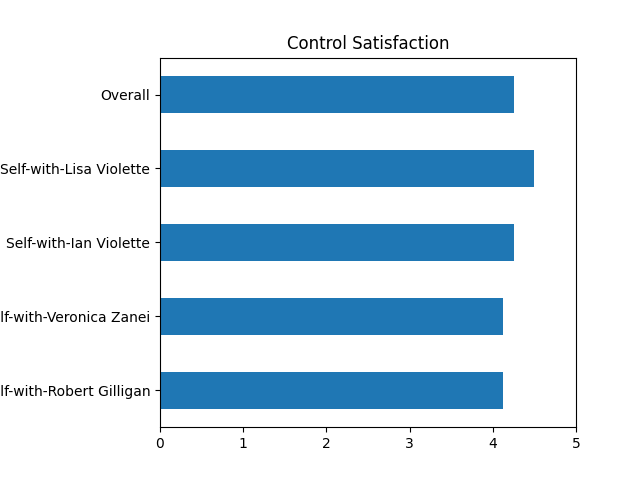 Control Satisfaction
Overall
Self-with-Lisa Violette
Self-with-Ian Violette
lf-with-Veronica Zanei
lf-with-Robert Gilligan
0 1 2 3 4 5